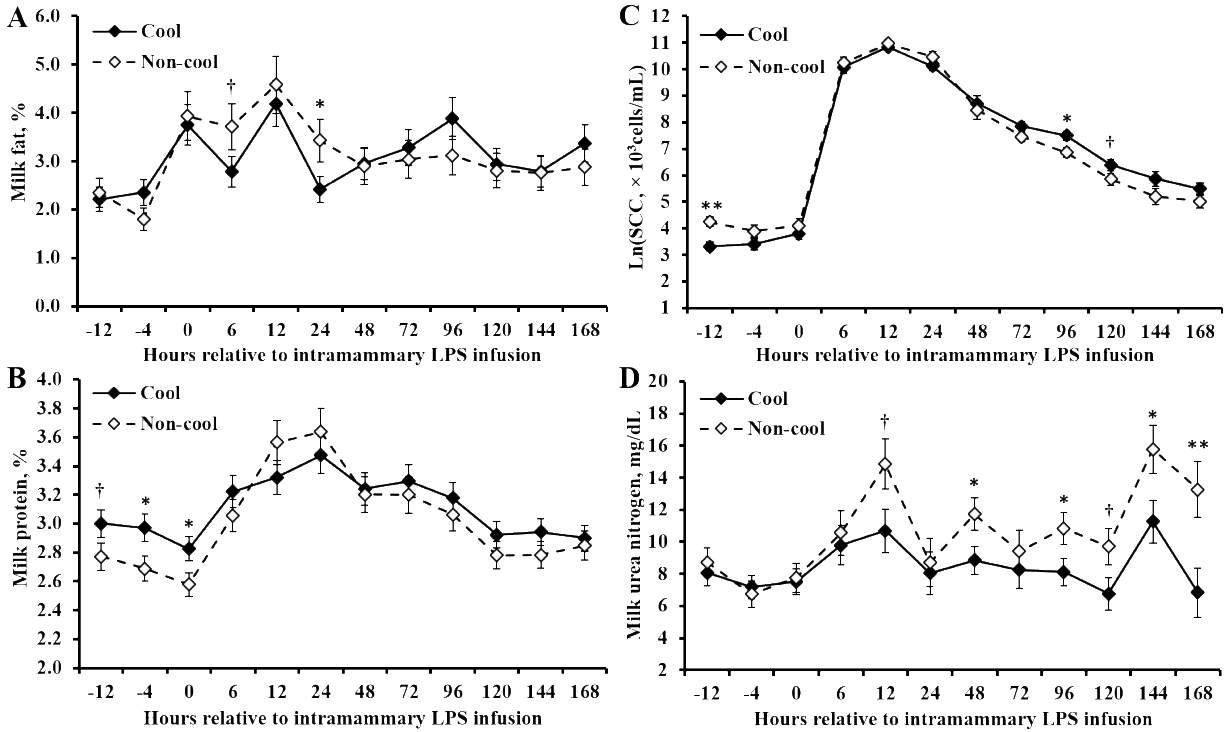 A
Cool
Non-cool
6.0
5.0
4.0
3.0
2.0
1.0
0.0
Milk fat, %
†
*
-12 -4 0 6 12 24 48 72 96 120 144 168
Hours relative to intramammary LPS infusion
C
Cool
Non-cool
12
11
10
9
8
7
6
5
4
3
2
1
Ln(SCC, × 10³cells/mL)
**
*
†
-12 -4 0 6 12 24 48 72 96 120 144 168
Hours relative to intramammary LPS infusion
B
Cool
Non-cool
4.0
3.8
3.6
3.4
3.2
3.0
2.8
2.6
2.4
2.2
2.0
Milk protein, %
†
*
*
-12 -4 0 6 12 24 48 72 96 120 144 168
Hours relative to intramammary LPS infusion
D
Cool
Non-cool
20
18
16
14
12
10
8
6
4
2
Milk urea nitrogen, mg/dL
†
*
*
†
*
**
-12 -4 0 6 12 24 48 72 96 120 144 168
Hours relative to intramammary LPS infusion